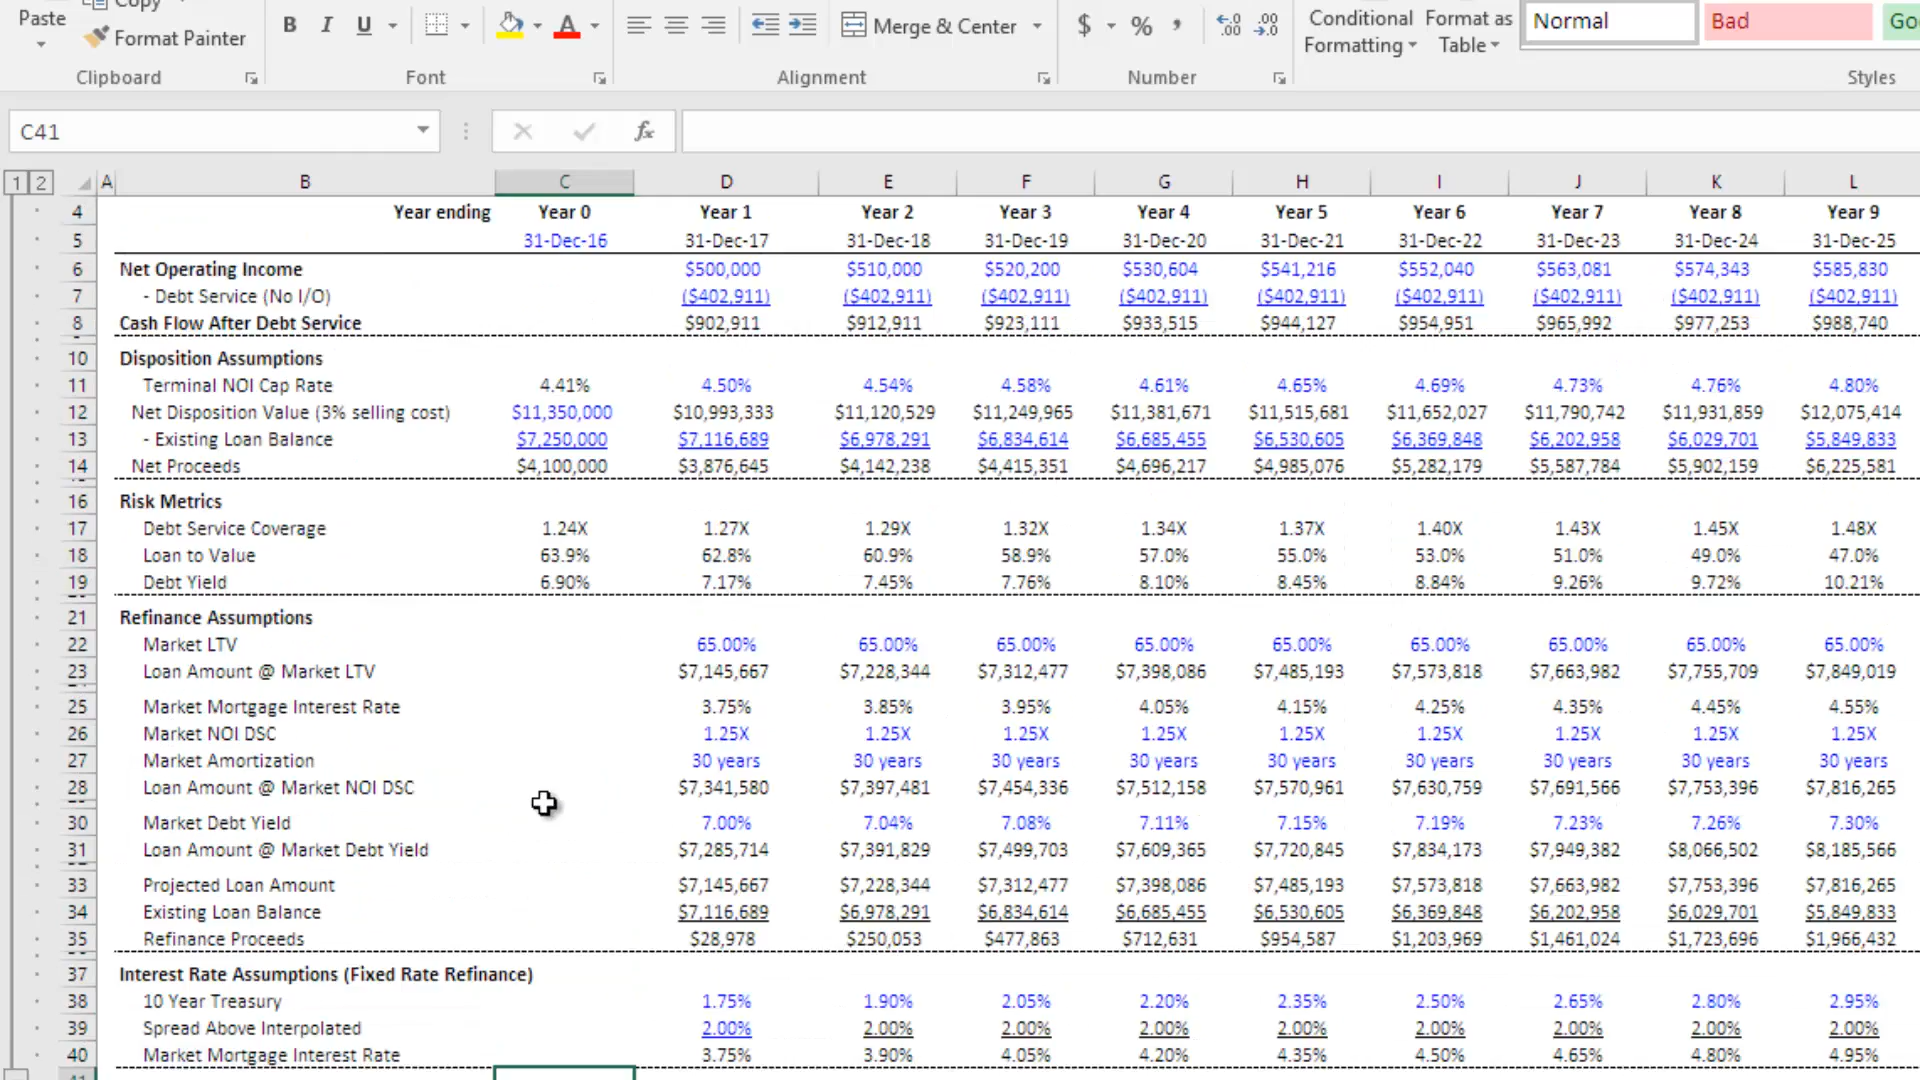 Paste Copy
Format Painter
B I U A Merge & Center $ % , Conditional Formatting Format as Table Normal Bad
Clipboard Font Alignment Number Styles
C41 fx
1 2 A B C D E F G H I J K L
4 Year ending Year 0 Year 1 Year 2 Year 3 Year 4 Year 5 Year 6 Year 7 Year 8 Year 9
5 31-Dec-16 31-Dec-17 31-Dec-18 31-Dec-19 31-Dec-20 31-Dec-21 31-Dec-22 31-Dec-23 31-Dec-24 31-Dec-25
6 Net Operating Income $500,000 $510,000 $520,200 $530,604 $541,216 $552,040 $563,081 $574,343 $585,830
7 - Debt Service (No I/O) ($402,911) ($402,911) ($402,911) ($402,911) ($402,911) ($402,911) ($402,911) ($402,911) ($402,911)
8 Cash Flow After Debt Service $902,911 $912,911 $923,111 $933,515 $944,127 $954,951 $965,992 $977,253 $988,740
10 Disposition Assumptions
11 Terminal NOI Cap Rate 4.41% 4.50% 4.54% 4.58% 4.61% 4.65% 4.69% 4.73% 4.76% 4.80%
12 Net Disposition Value (3% selling cost) $11,350,000 $10,993,333 $11,120,529 $11,249,965 $11,381,671 $11,515,681 $11,652,027 $11,790,742 $11,931,859 $12,075,414
13 - Existing Loan Balance $7,250,000 $7,116,689 $6,978,291 $6,834,614 $6,685,455 $6,530,605 $6,369,848 $6,202,958 $6,029,701 $5,849,833
14 Net Proceeds $4,100,000 $3,876,645 $4,142,238 $4,415,351 $4,696,217 $4,985,076 $5,282,179 $5,587,784 $5,902,159 $6,225,581
16 Risk Metrics
17 Debt Service Coverage 1.24X 1.27X 1.29X 1.32X 1.34X 1.37X 1.40X 1.43X 1.45X 1.48X
18 Loan to Value 63.9% 62.8% 60.9% 58.9% 57.0% 55.0% 53.0% 51.0% 49.0% 47.0%
19 Debt Yield 6.90% 7.17% 7.45% 7.76% 8.10% 8.45% 8.84% 9.26% 9.72% 10.21%
21 Refinance Assumptions
22 Market LTV 65.00% 65.00% 65.00% 65.00% 65.00% 65.00% 65.00% 65.00% 65.00%
23 Loan Amount @ Market LTV $7,145,667 $7,228,344 $7,312,477 $7,398,086 $7,485,193 $7,573,818 $7,663,982 $7,755,709 $7,849,019
25 Market Mortgage Interest Rate 3.75% 3.85% 3.95% 4.05% 4.15% 4.25% 4.35% 4.45% 4.55%
26 Market NOI DSC 1.25X 1.25X 1.25X 1.25X 1.25X 1.25X 1.25X 1.25X 1.25X
27 Market Amortization 30 years 30 years 30 years 30 years 30 years 30 years 30 years 30 years 30 years
28 Loan Amount @ Market NOI DSC $7,341,580 $7,397,481 $7,454,336 $7,512,158 $7,570,961 $7,630,759 $7,691,566 $7,753,396 $7,816,265
30 Market Debt Yield 7.00% 7.04% 7.08% 7.11% 7.15% 7.19% 7.23% 7.26% 7.30%
31 Loan Amount @ Market Debt Yield $7,285,714 $7,391,829 $7,499,703 $7,609,365 $7,720,845 $7,834,173 $7,949,382 $8,066,502 $8,185,566
33 Projected Loan Amount $7,145,667 $7,228,344 $7,312,477 $7,398,086 $7,485,193 $7,573,818 $7,663,982 $7,753,396 $7,816,265
34 Existing Loan Balance $7,116,689 $6,978,291 $6,834,614 $6,685,455 $6,530,605 $6,369,848 $6,202,958 $6,029,701 $5,849,833
35 Refinance Proceeds $28,978 $250,053 $477,863 $712,631 $954,587 $1,203,969 $1,461,024 $1,723,696 $1,966,432
37 Interest Rate Assumptions (Fixed Rate Refinance)
38 10 Year Treasury 1.75% 1.90% 2.05% 2.20% 2.35% 2.50% 2.65% 2.80% 2.95%
39 Spread Above Interpolated 2.00% 2.00% 2.00% 2.00% 2.00% 2.00% 2.00% 2.00% 2.00%
40 Market Mortgage Interest Rate 3.75% 3.90% 4.05% 4.20% 4.35% 4.50% 4.65% 4.80% 4.95%